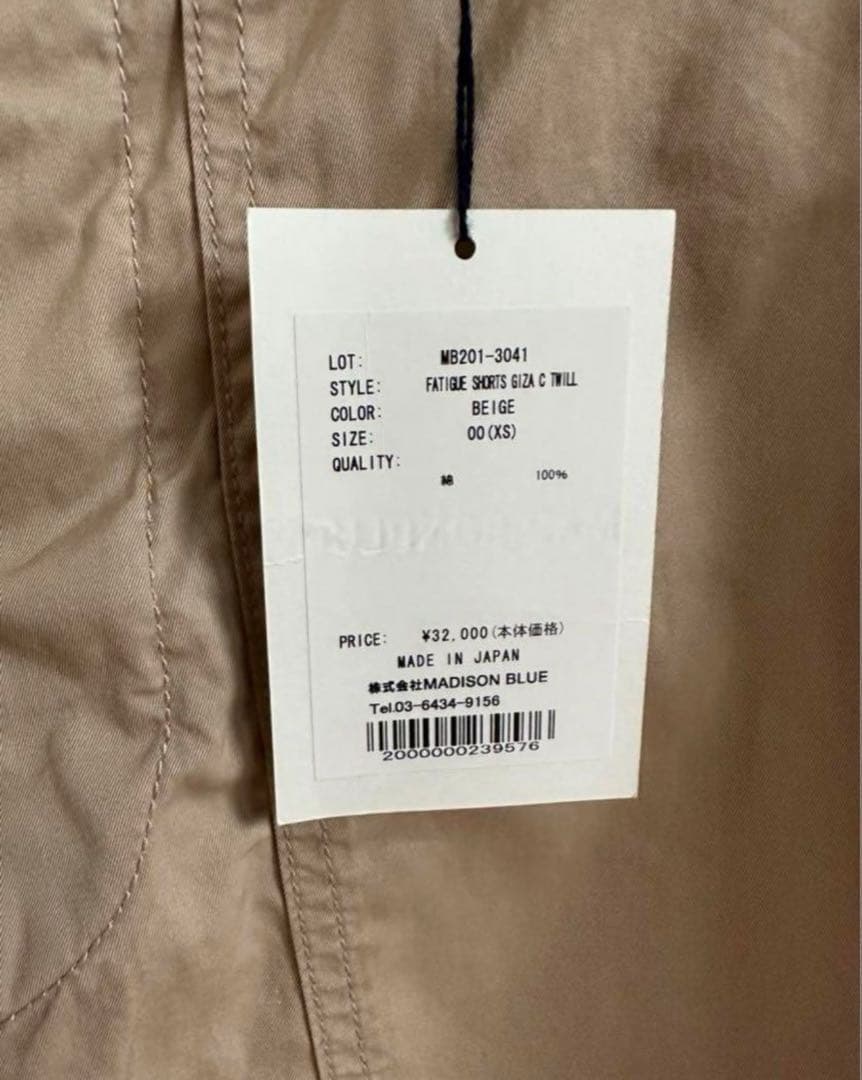 LOT: MB201-3041
STYLE: FATIGUE SHORTS GIZA C TWILL
COLOR: BEIGE
SIZE: 00(XS)
QUALITY:
綿 100%
PRICE: ¥32,000(本体価格)
MADE IN JAPAN
株式会社MADISON BLUE
Tel.03-6434-9156
2000000239576